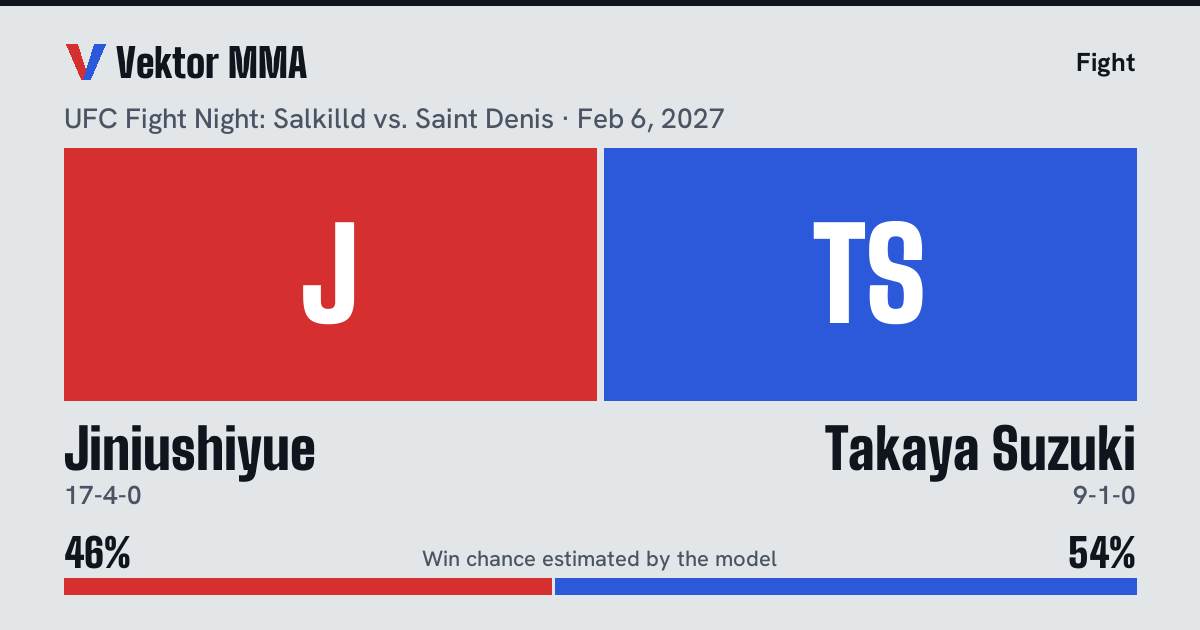 Vektor MMA
Fight
UFC Fight Night: Salkilld vs. Saint Denis · Feb 6, 2027
J
TS
Jiniushiyue
Takaya Suzuki
17-4-0
9-1-0
46%
Win chance estimated by the model
54%